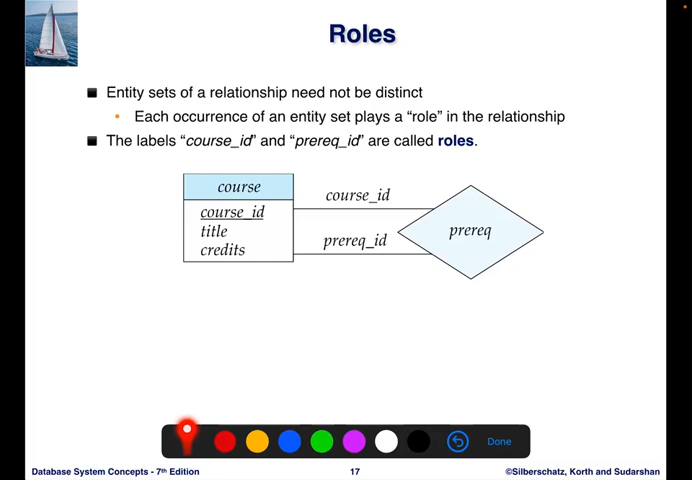 Roles
Entity sets of a relationship need not be distinct
Each occurrence of an entity set plays a “role” in the relationship
The labels “course_id” and “prereq_id” are called roles.
course
course_id
title
credits
course_id
prereq_id
prereq
Done
Database System Concepts - 7th Edition
17
©Silberschatz, Korth and Sudarshan